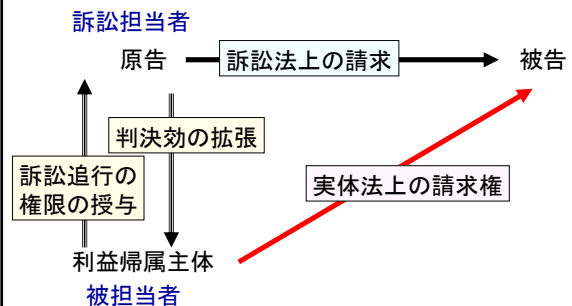 訴訟担当者
原告
訴訟法上の請求
被告
判決効の拡張
訴訟追行の
権限の授与
実体法上の請求権
利益帰属主体
被担当者